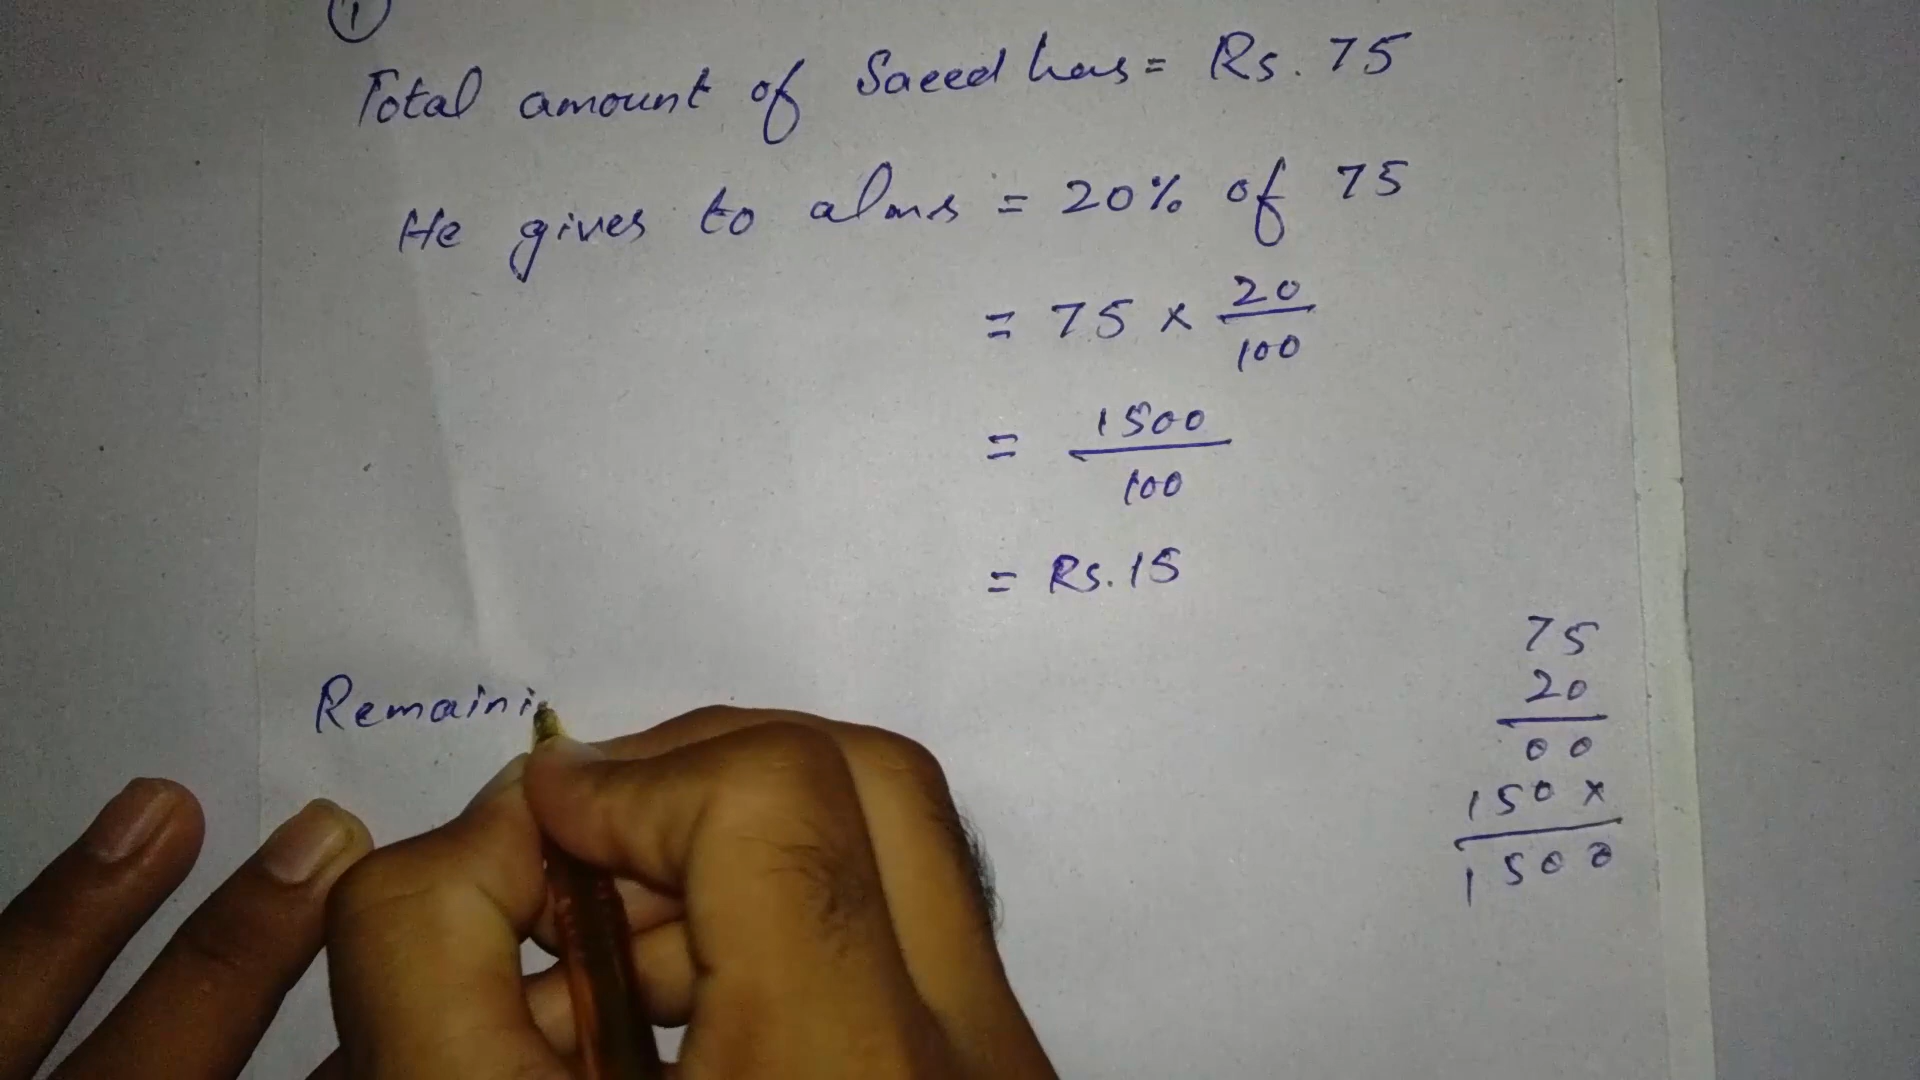 1
Total amount of Saeed has = Rs. 75
He gives to alms = 20% of 75
= 75 × 20/100
= 1500/100
= Rs. 15
Remaini
75
20
00
150 ×
1500